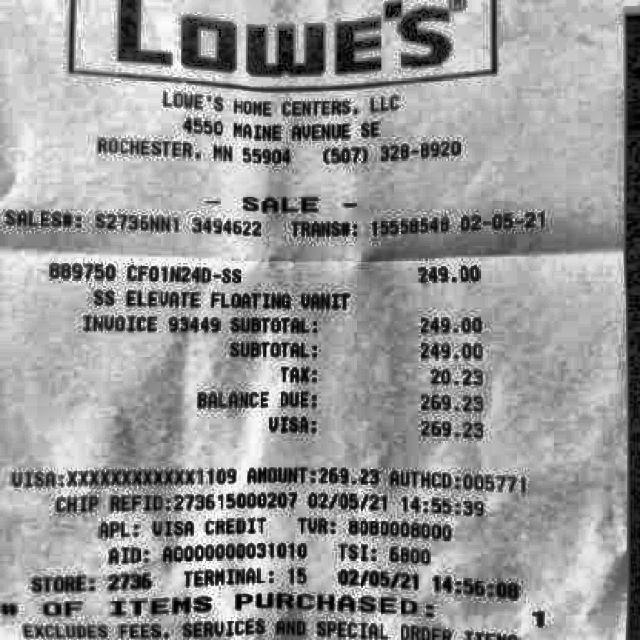 LOWE'S
LOWE'S HOME CENTERS, LLC
4550 MAINE AVENUE SE
ROCHESTER, MN 55904 (507) 328-8920
- SALE -
SALES#: S2736NN1 3494622 TRANS#: 15558548 02-05-21
889750 CF01N24D-SS 249.00
SS ELEVATE FLOATING VANIT
INVOICE 93449 SUBTOTAL: 249.00
SUBTOTAL: 249.00
TAX: 20.23
BALANCE DUE: 269.23
VISA: 269.23
VISA:XXXXXXXXXXXX1109 AMOUNT:269.23 AUTHCD:005771
CHIP REFID:273615000207 02/05/21 14:55:39
APL: VISA CREDIT TVR: 8080008000
AID: A0000000031010 TSI: 6800
STORE: 2736 TERMINAL: 15 02/05/21 14:56:08
# OF ITEMS PURCHASED: 1
EXCLUDES FEES, SERVICES AND SPECIAL ORDER ITEMS